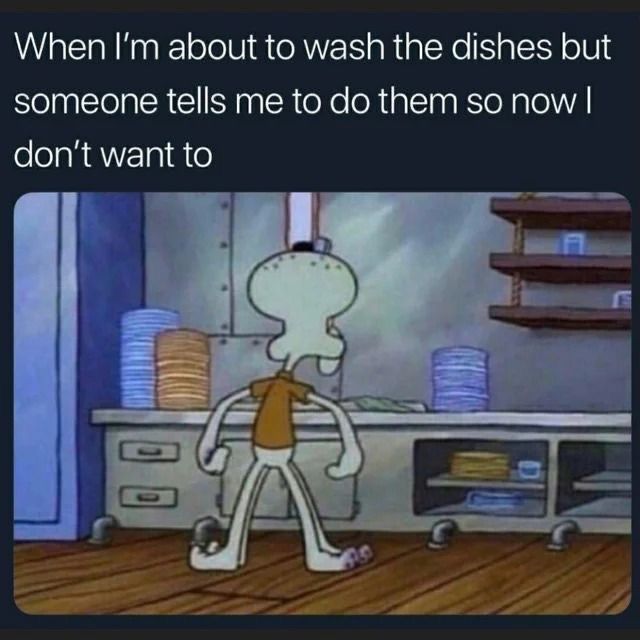 When I'm about to wash the dishes but
someone tells me to do them so now I
don't want to